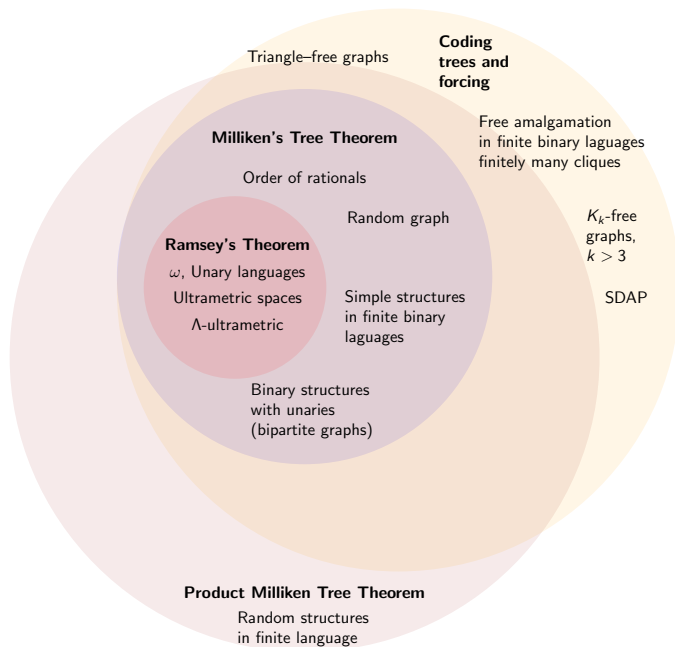 Triangle–free graphs
Coding
trees and
forcing
Free amalgamation
in finite binary laguages
finitely many cliques
Milliken's Tree Theorem
Order of rationals
Random graph
K_k-free
graphs,
k > 3
SDAP
Ramsey's Theorem
ω, Unary languages
Ultrametric spaces
Λ-ultrametric
Simple structures
in finite binary
laguages
Binary structures
with unaries
(bipartite graphs)
Product Milliken Tree Theorem
Random structures
in finite language